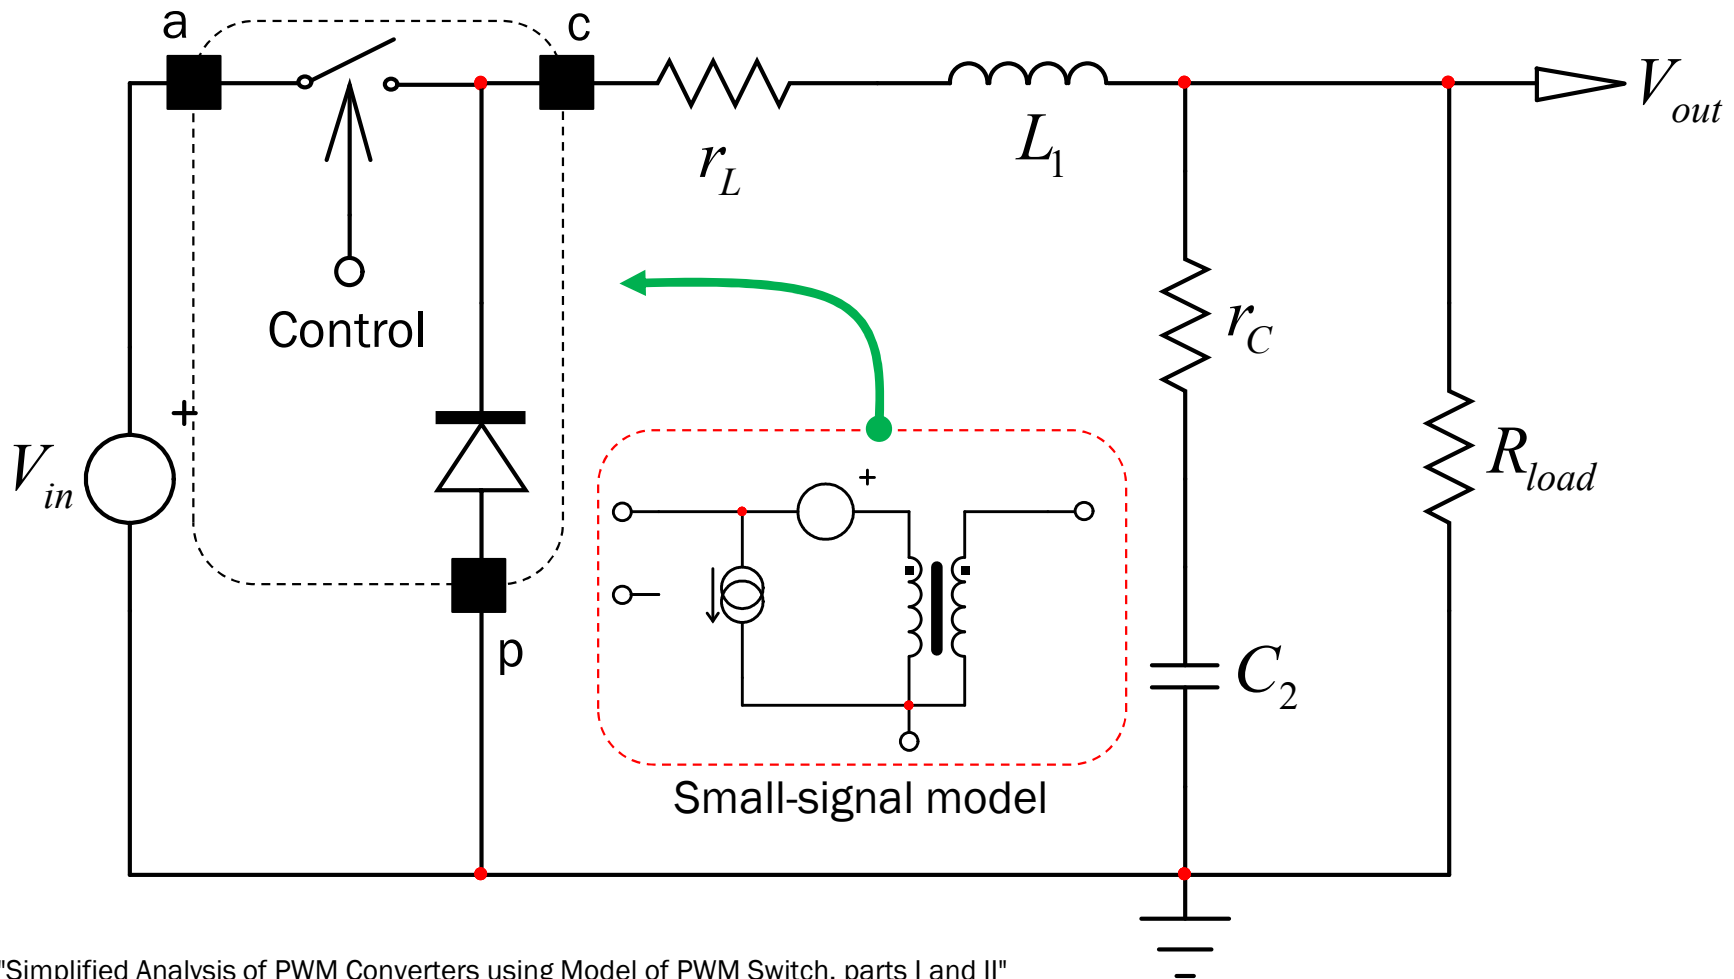 a
c
r_L
L_1
V_out
Control
r_C
+
V_in
R_load
+
p
C_2
Small-signal model
"Simplified Analysis of PWM Converters using Model of PWM Switch, parts I and II"